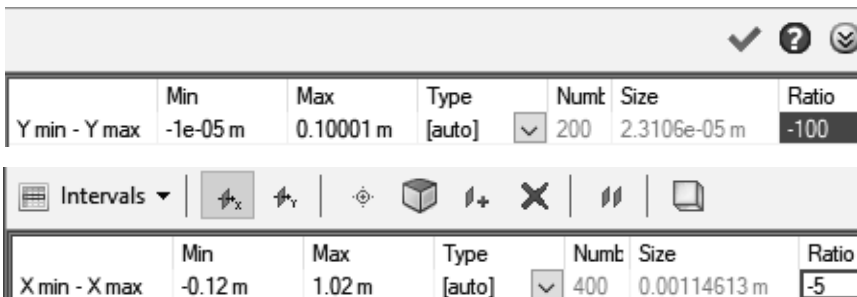 Min Max Type Numb Size Ratio
Y min - Y max -1e-05 m 0.10001 m [auto] 200 2.3106e-05 m -100
Intervals
Min Max Type Numb Size Ratio
X min - X max -0.12 m 1.02 m [auto] 400 0.00114613 m -5